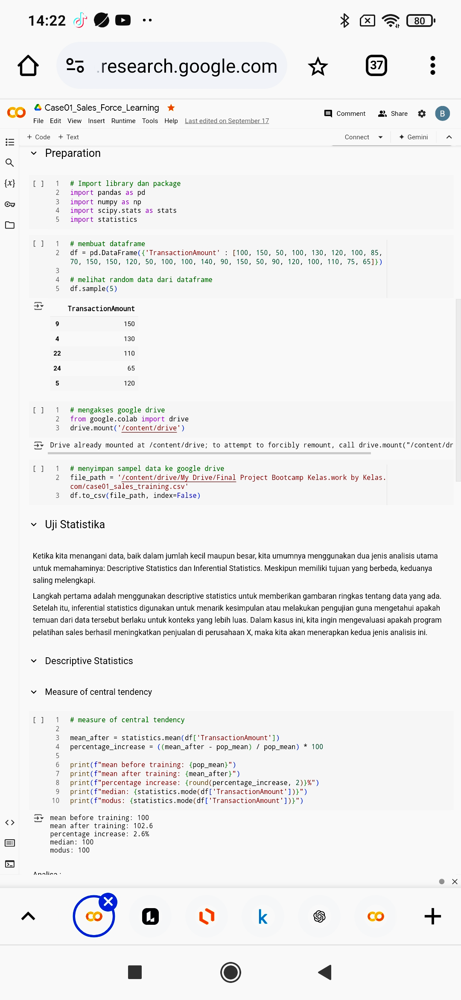 14:22
80
.research.google.com
37
Case01_Sales_Force_Learning
Comment
Share
B
File Edit View Insert Runtime Tools Help Last edited on September 17
+ Code + Text
Connect
Gemini
Preparation
{x}
[ ] 1 # Import library dan package
2 import pandas as pd
3 import numpy as np
4 import scipy.stats as stats
5 import statistics
[ ] 1 # membuat dataframe
2 df = pd.DataFrame({'TransactionAmount' : [100, 150, 50, 100, 130, 120, 100, 85,
70, 150, 150, 120, 50, 100, 100, 140, 90, 150, 50, 90, 120, 100, 110, 75, 65]})
3
4 # melihat random data dari dataframe
5 df.sample(5)
TransactionAmount
9 150
4 130
22 110
24 65
5 120
[ ] 1 # mengakses google drive
2 from google.colab import drive
3 drive.mount('/content/drive')
Drive already mounted at /content/drive; to attempt to forcibly remount, call drive.mount("/content/dr
[ ] 1 # menyimpan sampel data ke google drive
2 file_path = '/content/drive/My Drive/Final Project Bootcamp Kelas.work by Kelas.
com/case01_sales_training.csv'
3 df.to_csv(file_path, index=False)
Uji Statistika
Ketika kita menangani data, baik dalam jumlah kecil maupun besar, kita umumnya menggunakan dua jenis analisis utama
untuk memahaminya: Descriptive Statistics dan Inferential Statistics. Meskipun memiliki tujuan yang berbeda, keduanya
saling melengkapi.
Langkah pertama adalah menggunakan descriptive statistics untuk memberikan gambaran ringkas tentang data yang ada.
Setelah itu, inferential statistics digunakan untuk menarik kesimpulan atau melakukan pengujian guna mengetahui apakah
temuan dari data tersebut berlaku untuk konteks yang lebih luas. Dalam kasus ini, kita ingin mengevaluasi apakah program
pelatihan sales berhasil meningkatkan penjualan di perusahaan X, maka kita akan menerapkan kedua jenis analisis ini.
Descriptive Statistics
Measure of central tendency
[ ] 1 # measure of central tendency
2
3 mean_after = statistics.mean(df['TransactionAmount'])
4 percentage_increase = ((mean_after - pop_mean) / pop_mean) * 100
5
6 print(f"mean before training: {pop_mean}")
7 print(f"mean after training: {mean_after}")
8 print(f"percentage increase: {round(percentage_increase, 2)}%")
9 print(f"median: {statistics.mode(df['TransactionAmount'])}")
10 print(f"modus: {statistics.mode(df['TransactionAmount'])}")
mean before training: 100
mean after training: 102.6
percentage increase: 2.6%
median: 100
modus: 100
Analisa :
k